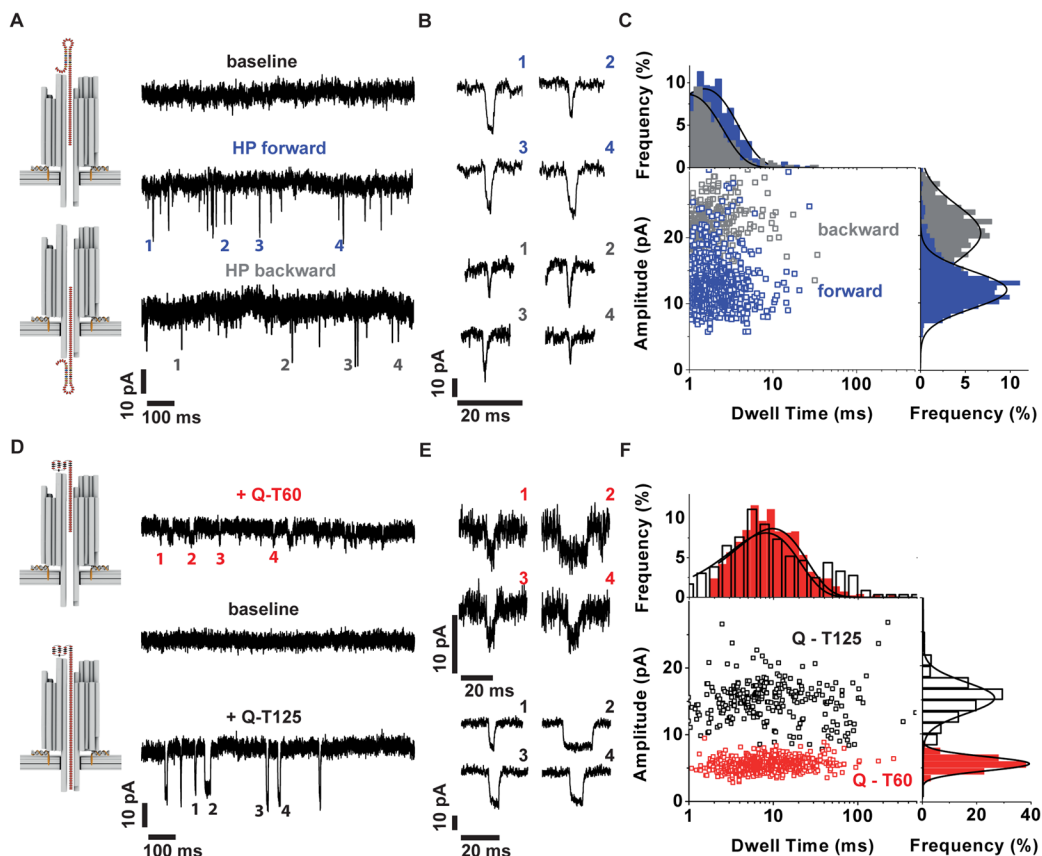 A
baseline
HP forward
1 2 3 4
HP backward
1 2 3 4
10 pA
100 ms
B
1 2
3 4
1 2
3 4
10 pA
20 ms
C
Frequency (%)
10
5
0
Amplitude (pA)
20
10
0
backward
forward
1 10 100
Dwell Time (ms)
0 5 10
Frequency (%)
D
+ Q-T60
1 2 3 4
baseline
+ Q-T125
1 2 3 4
10 pA
100 ms
E
1 2
3 4
10 pA
20 ms
1 2
3 4
10 pA
20 ms
F
Frequency (%)
10
5
0
Amplitude (pA)
20
10
0
Q - T125
Q - T60
1 10 100
Dwell Time (ms)
0 20 40
Frequency (%)